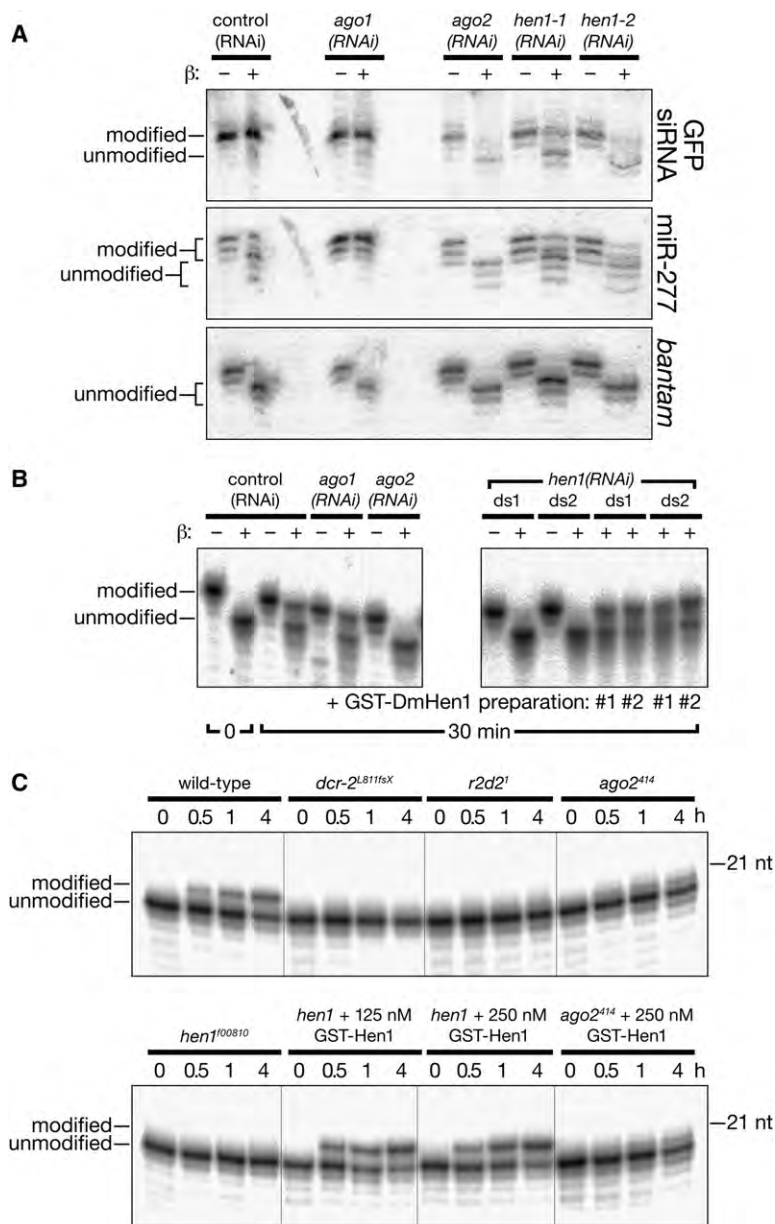 A
control (RNAi) ago1 (RNAi) ago2 (RNAi) hen1-1 (RNAi) hen1-2 (RNAi)
β: – + – + – + – + – +
modified
unmodified
GFP siRNA
modified
unmodified
miR-277
unmodified
bantam
B
control (RNAi) ago1 (RNAi) ago2 (RNAi)
hen1(RNAi)
ds1 ds2 ds1 ds2
β: – + – + – + – + – + – + + + + +
modified
unmodified
+ GST-DmHen1 preparation: #1 #2 #1 #2
0 30 min
C
wild-type dcr-2L811fsX r2d21 ago2414
0 0.5 1 4 0 0.5 1 4 0 0.5 1 4 0 0.5 1 4 h
21 nt
modified
unmodified
hen1f00810 hen1 + 125 nM GST-Hen1 hen1 + 250 nM GST-Hen1 ago2414 + 250 nM GST-Hen1
0 0.5 1 4 0 0.5 1 4 0 0.5 1 4 0 0.5 1 4 h
21 nt
modified
unmodified